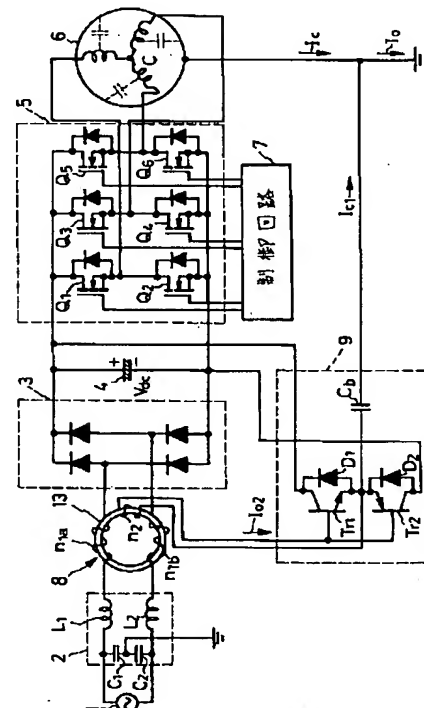 6
C
Ic
Io
5
Q1
Q3
Q5
Q2
Q4
Q6
7
制御回路
Ic1
3
4
+
−
Vdc
9
Cb
D1
D2
Tr1
Tr2
13
n1a
n2
n1b
8
Io2
2
L1
L2
C1
C2